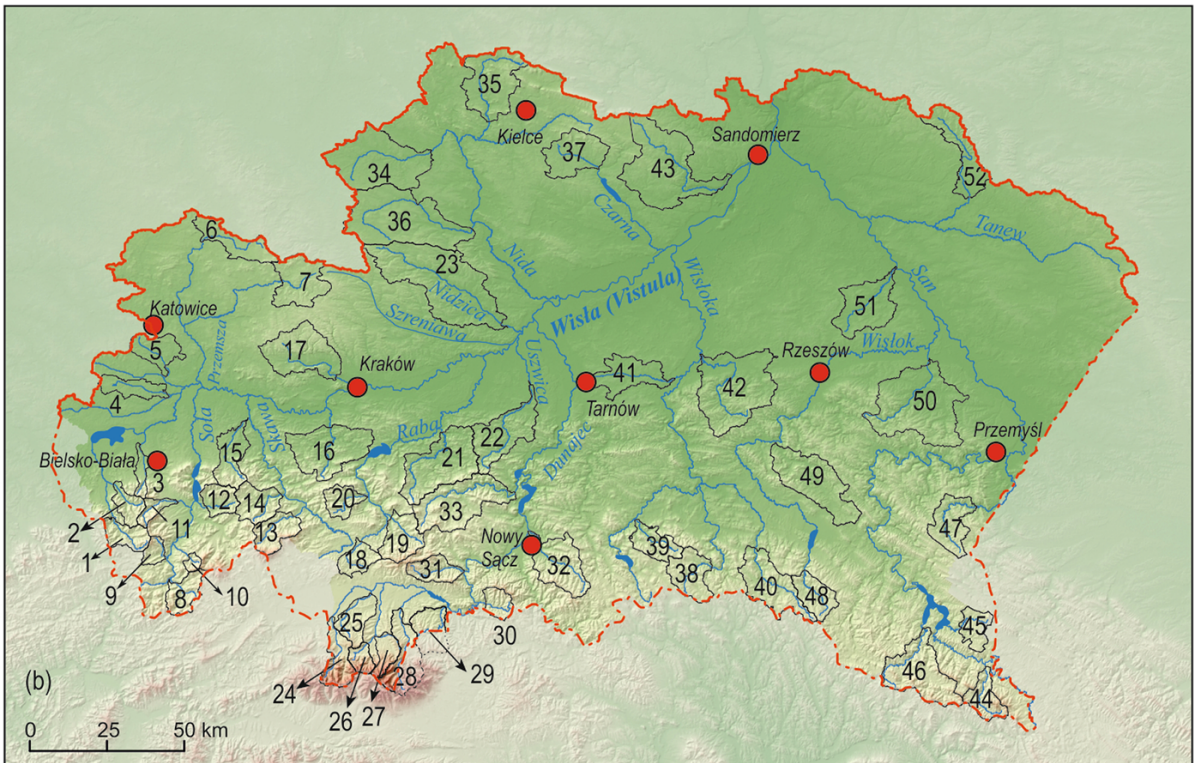 35
Kielce
37
Sandomierz
43
34
52
36
Czarna
Tanew
6
23
Nida
7
Nidzica
Wisła (Vistula)
Wisłoka
San
Katowice
Szreniawa
51
5
Przemsza
17
Kraków
Uszwica
Rzeszów
Wisłok
41
42
4
Tarnów
50
Soła
Skawa
Raba
22
Dunajec
Przemyśl
Bielsko-Biała
15
16
21
3
49
12
14
20
2
11
33
47
13
1
18
19
Nowy
Sącz
39
9
31
32
38
40
48
8
10
25
30
45
46
28
29
44
(b)
24
26
27
0
25
50 km